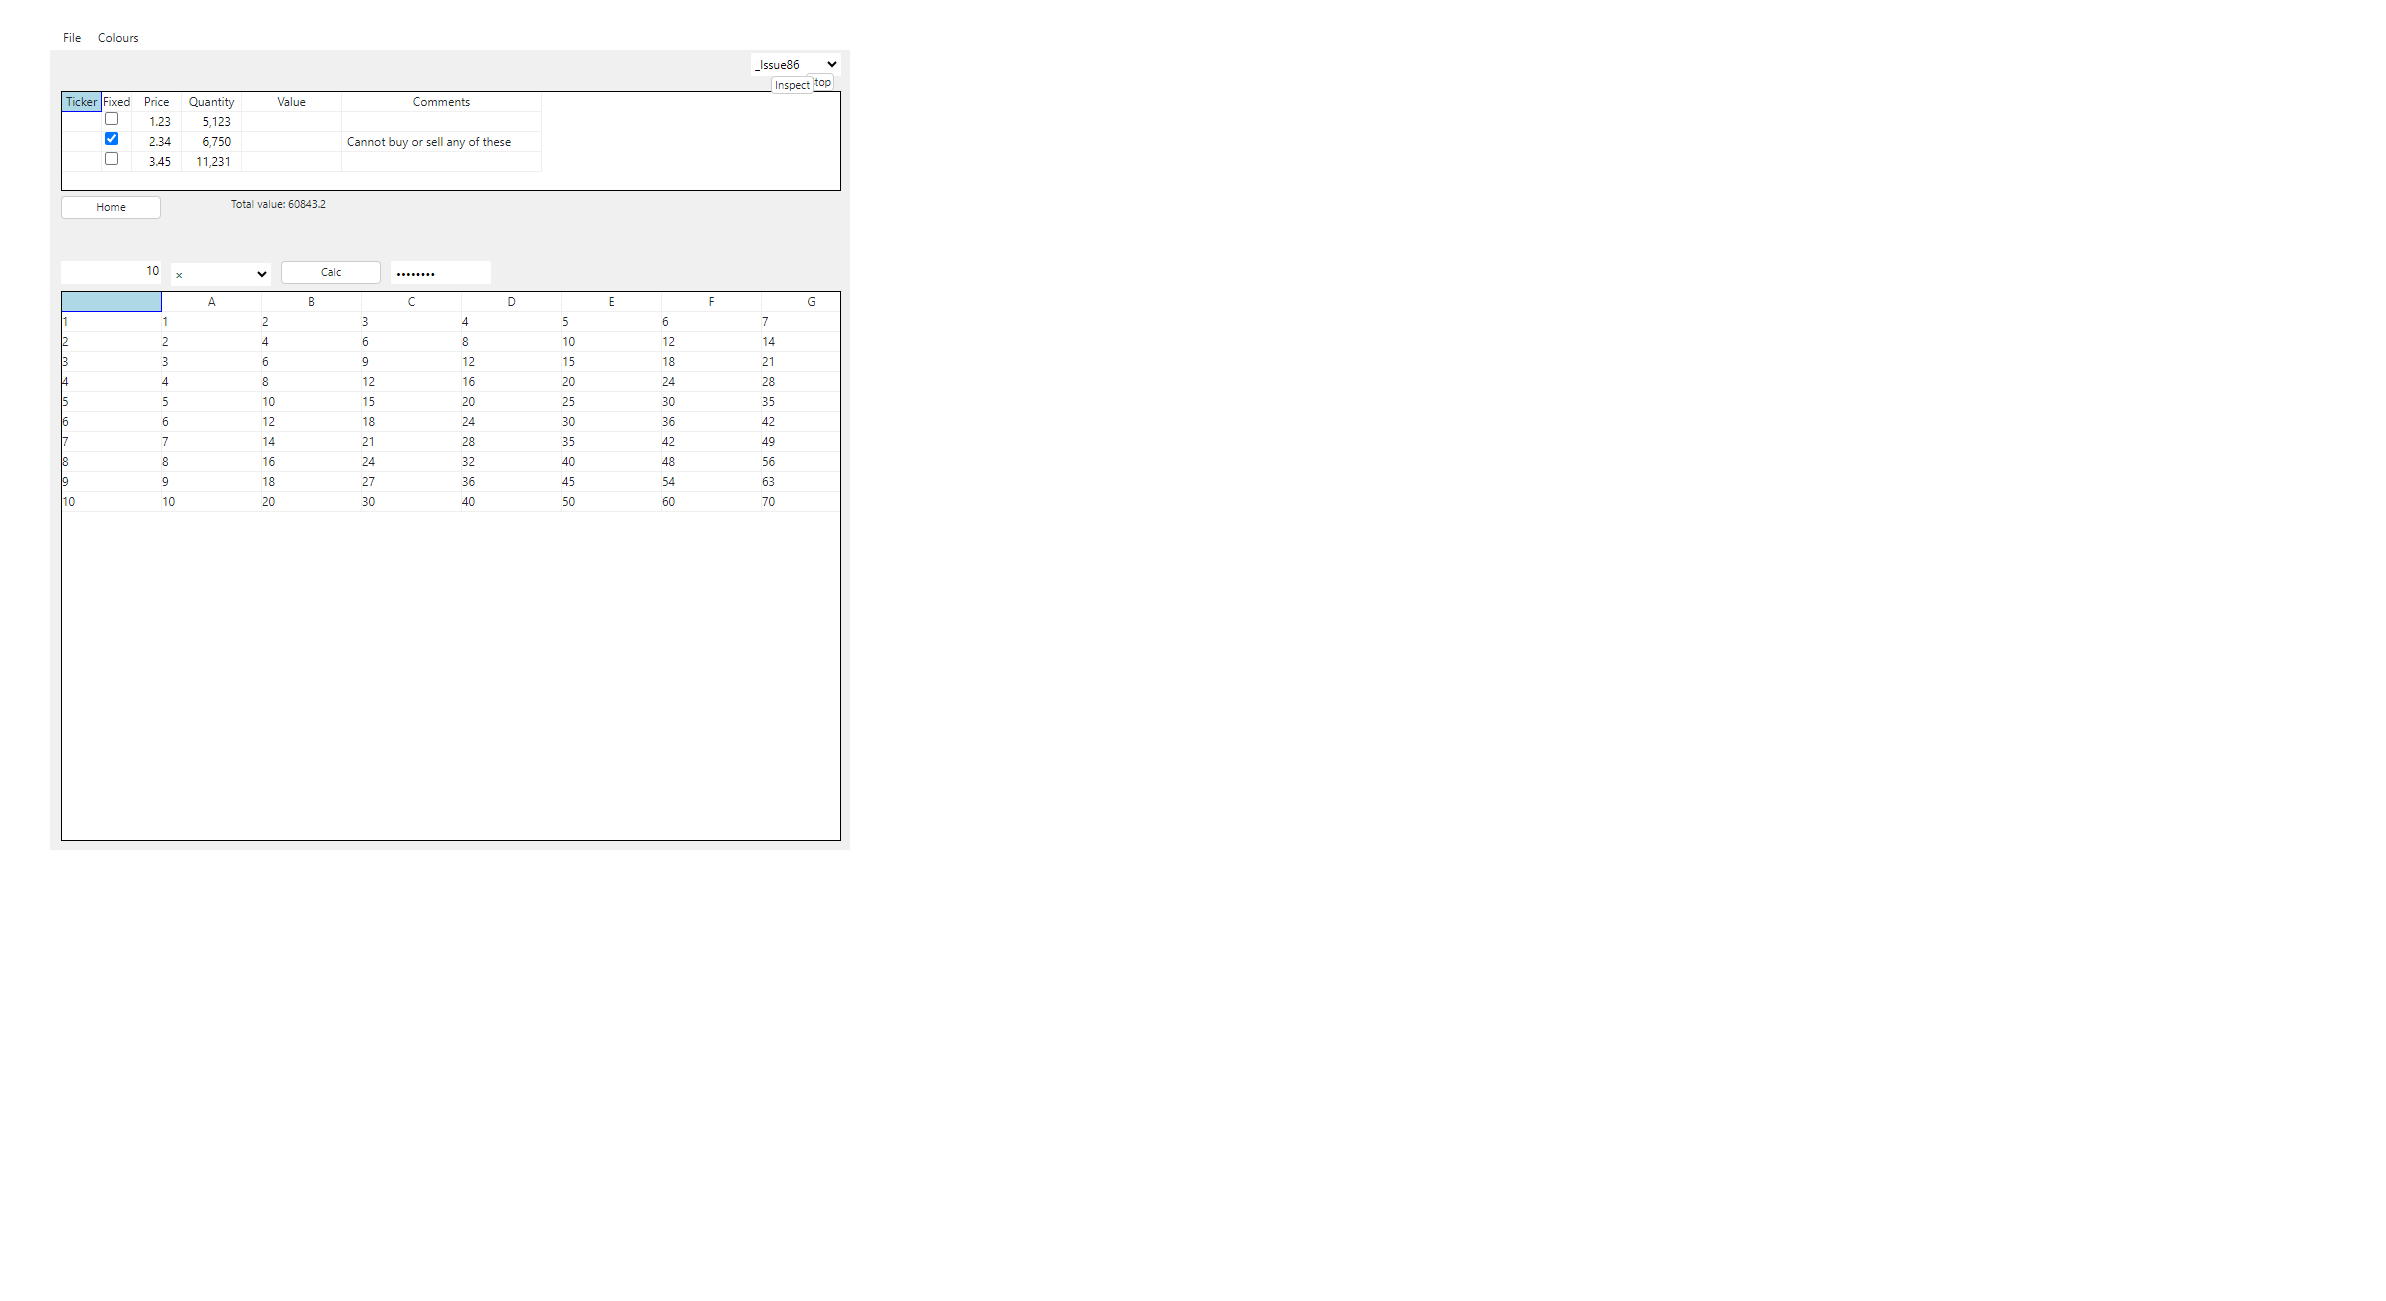 File Colours
_Issue86
Inspect top
Ticker Fixed Price Quantity Value Comments
1.23 5,123
2.34 6,750 Cannot buy or sell any of these
3.45 11,231
Home Total value: 60843.2
10 × Calc ••••••••
A B C D E F G
1 1 2 3 4 5 6 7
2 2 4 6 8 10 12 14
3 3 6 9 12 15 18 21
4 4 8 12 16 20 24 28
5 5 10 15 20 25 30 35
6 6 12 18 24 30 36 42
7 7 14 21 28 35 42 49
8 8 16 24 32 40 48 56
9 9 18 27 36 45 54 63
10 10 20 30 40 50 60 70